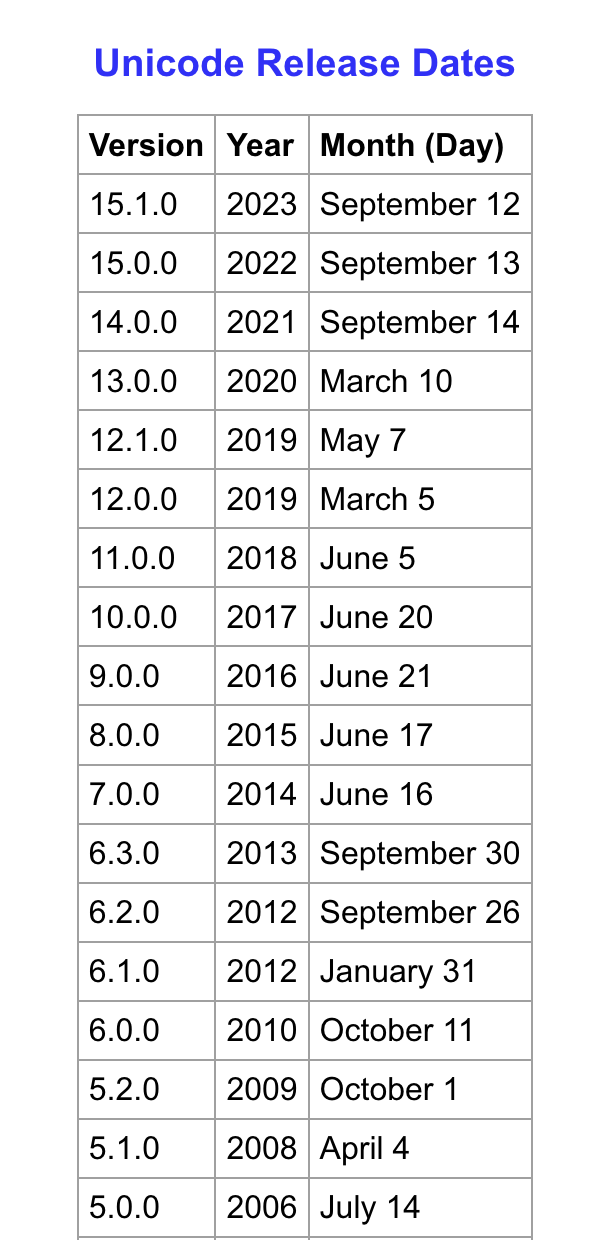 Unicode Release Dates
Version Year Month (Day)
15.1.0 2023 September 12
15.0.0 2022 September 13
14.0.0 2021 September 14
13.0.0 2020 March 10
12.1.0 2019 May 7
12.0.0 2019 March 5
11.0.0 2018 June 5
10.0.0 2017 June 20
9.0.0 2016 June 21
8.0.0 2015 June 17
7.0.0 2014 June 16
6.3.0 2013 September 30
6.2.0 2012 September 26
6.1.0 2012 January 31
6.0.0 2010 October 11
5.2.0 2009 October 1
5.1.0 2008 April 4
5.0.0 2006 July 14